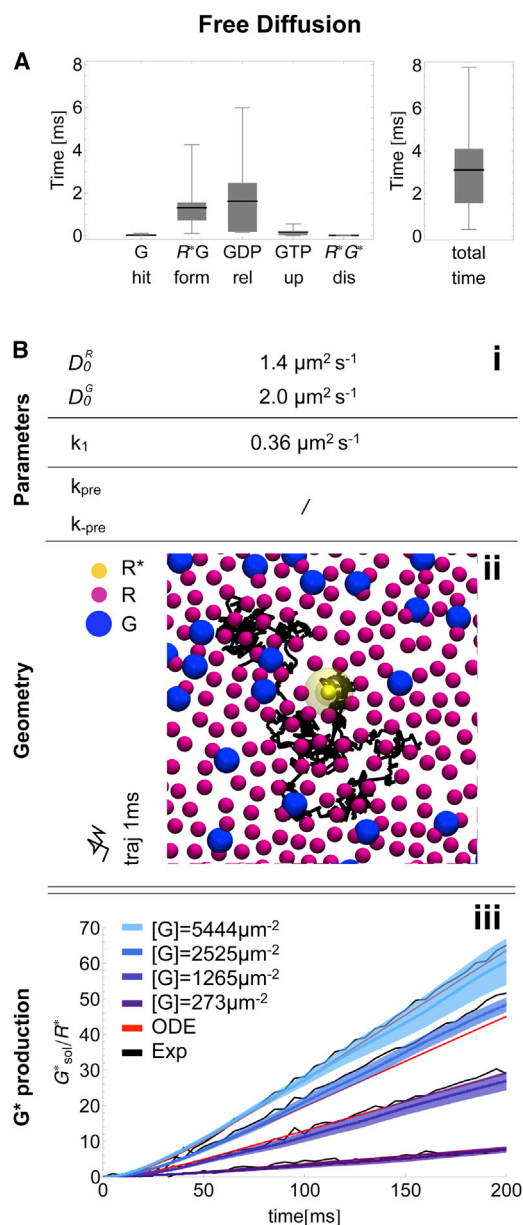 Free Diffusion
A
Time [ms]
8
6
4
2
0
G hit
R*G form
GDP rel
GTP up
R*G* dis
Time [ms]
8
6
4
2
0
total time
B
i
Parameters
D₀ᴿ 1.4 µm² s⁻¹
D₀ᴳ 2.0 µm² s⁻¹
k₁ 0.36 µm² s⁻¹
kpre
/
k-pre
ii
Geometry
R*
R
G
traj 1ms
iii
G* production
G*sol/R*
70
60
50
40
30
20
10
0
[G]=5444µm⁻²
[G]=2525µm⁻²
[G]=1265µm⁻²
[G]=273µm⁻²
ODE
Exp
0 50 100 150 200
time[ms]